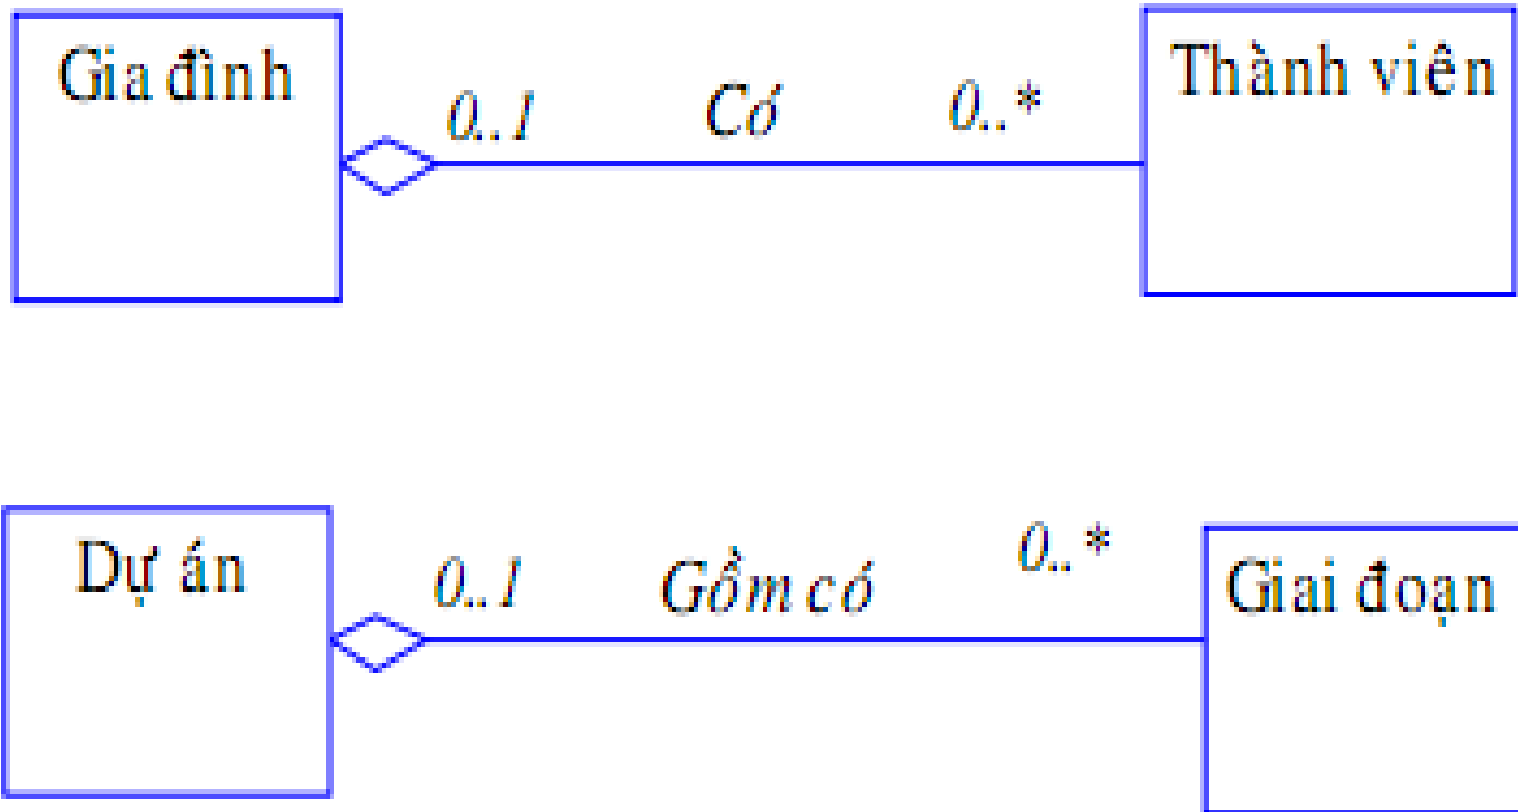 Gia đình
0..1
Có
0..*
Thành viên
Dự án
0..1
Gồm có
0..*
Giai đoạn